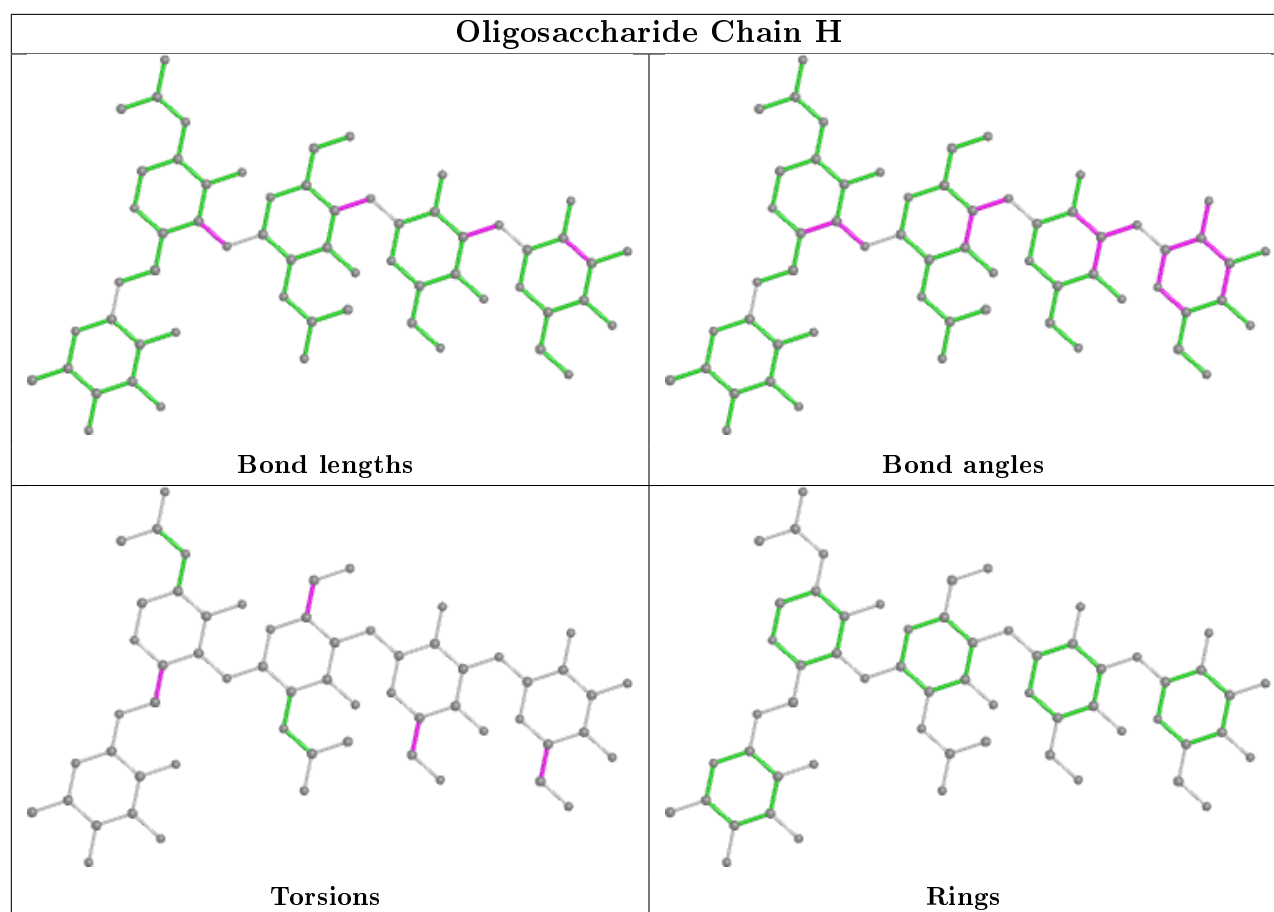 Oligosaccharide Chain H
Bond lengths
Bond angles
Torsions
Rings